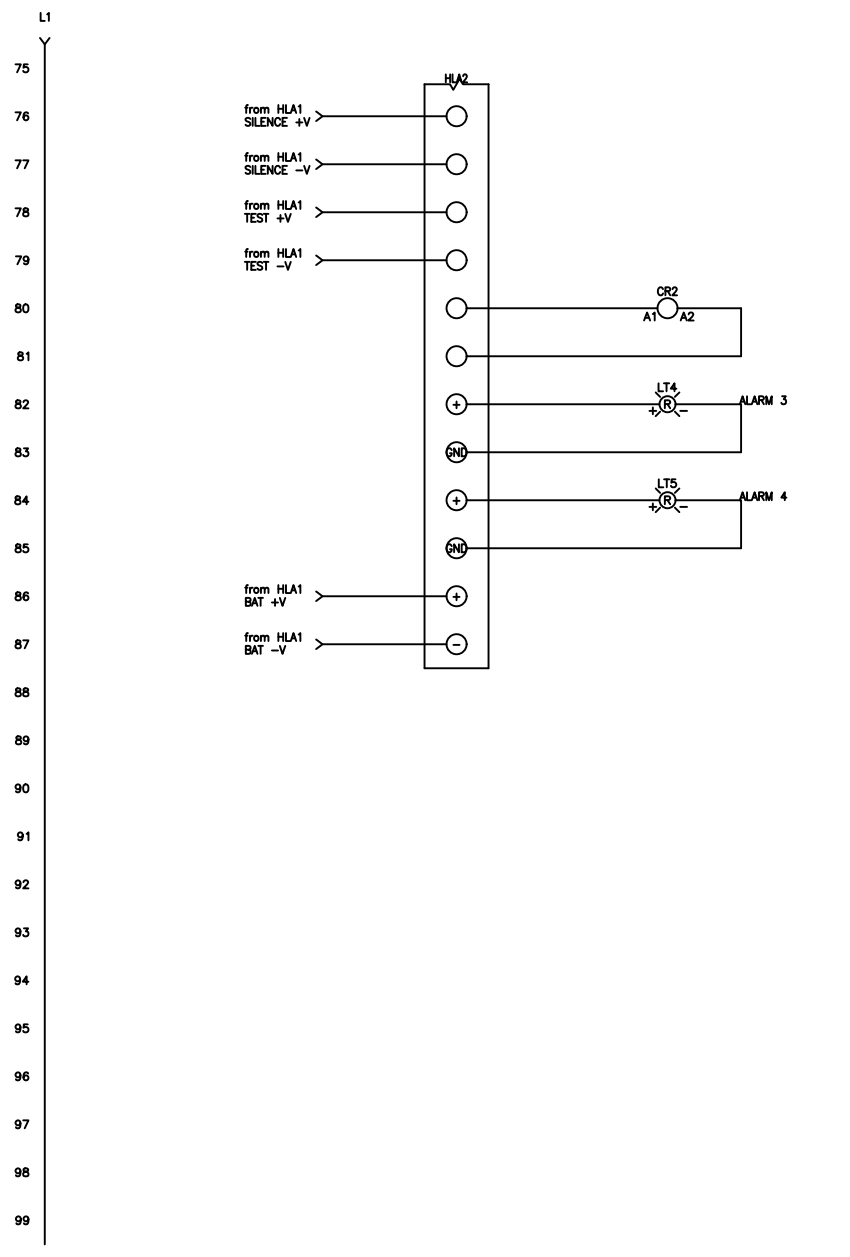 L1
75
HLA2
76
from HLA1
SILENCE +V
77
from HLA1
SILENCE −V
78
from HLA1
TEST +V
79
from HLA1
TEST −V
80
CR2
A1 A2
81
82
+
LT4
R
+ −
ALARM 3
83
GND
84
+
LT5
R
+ −
ALARM 4
85
GND
86
from HLA1
BAT +V
+
87
from HLA1
BAT −V
−
88
89
90
91
92
93
94
95
96
97
98
99